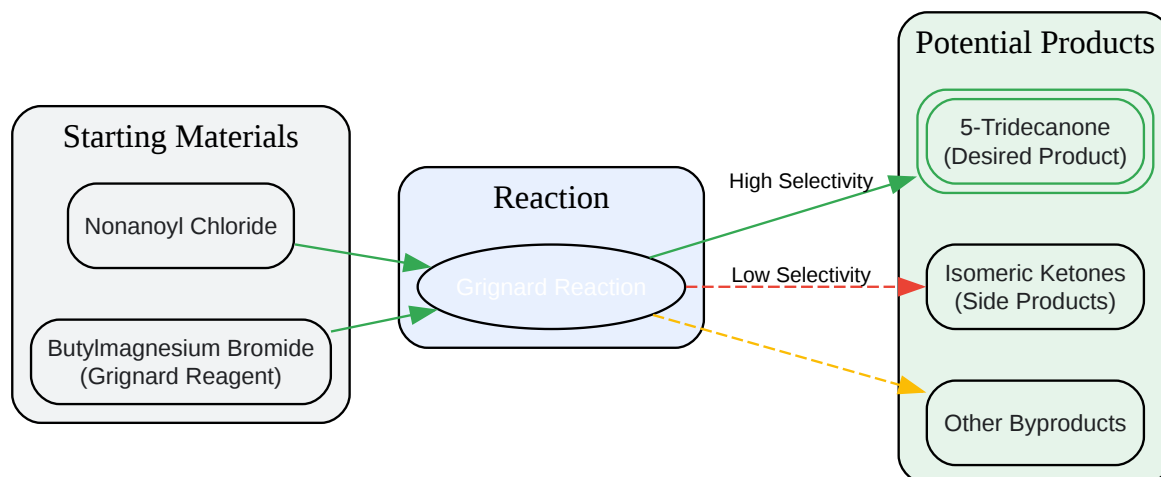 Starting Materials
Nonanoyl Chloride
Butylmagnesium Bromide
(Grignard Reagent)
Reaction
Grignard Reaction
High Selectivity
Low Selectivity
Potential Products
5-Tridecanone
(Desired Product)
Isomeric Ketones
(Side Products)
Other Byproducts